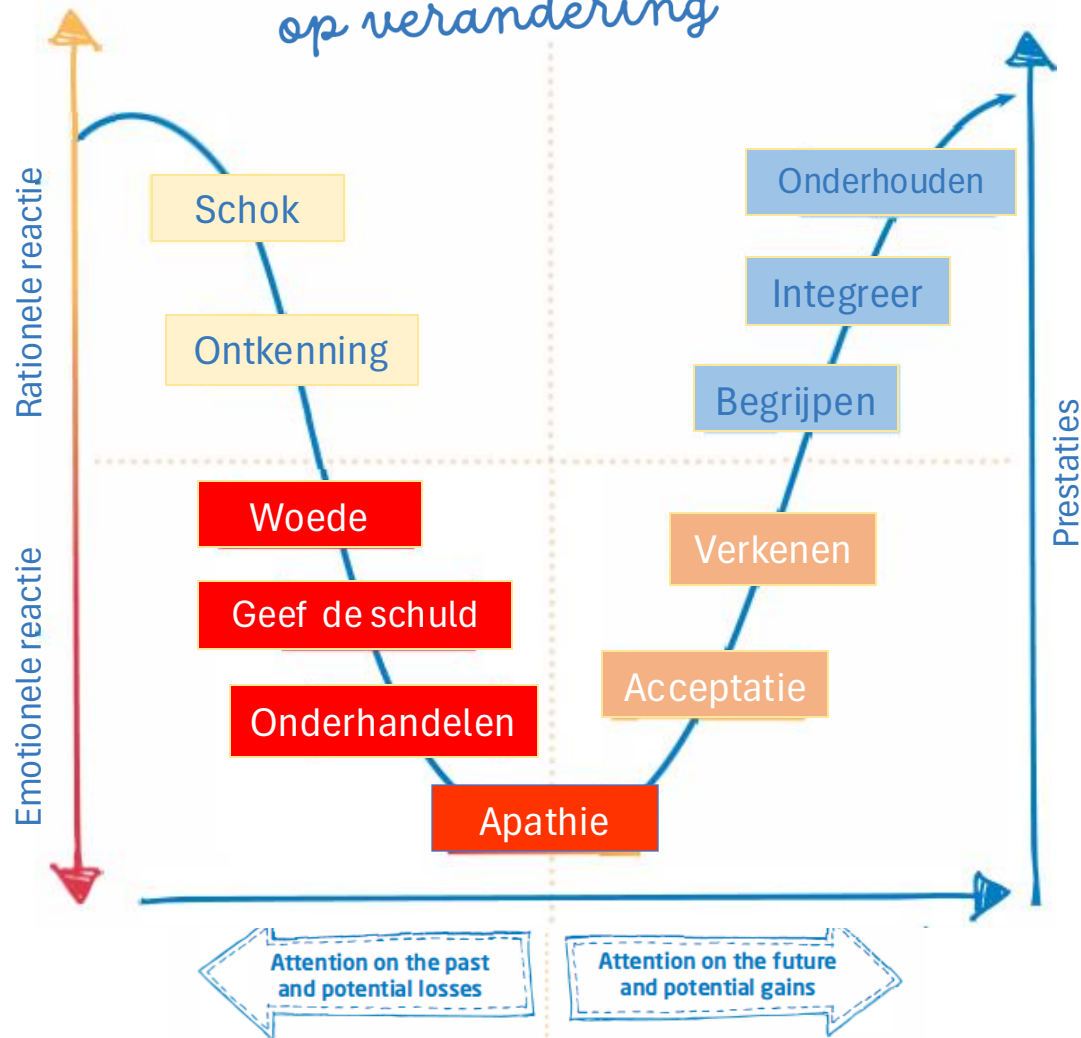 op verandering
Rationele reactie
Emotionele reactie
Schok
Ontkenning
Woede
Geef de schuld
Onderhandelen
Apathie
Acceptatie
Verkenen
Begrijpen
Integreer
Onderhouden
Prestaties
Attention on the past
and potential losses
Attention on the future
and potential gains